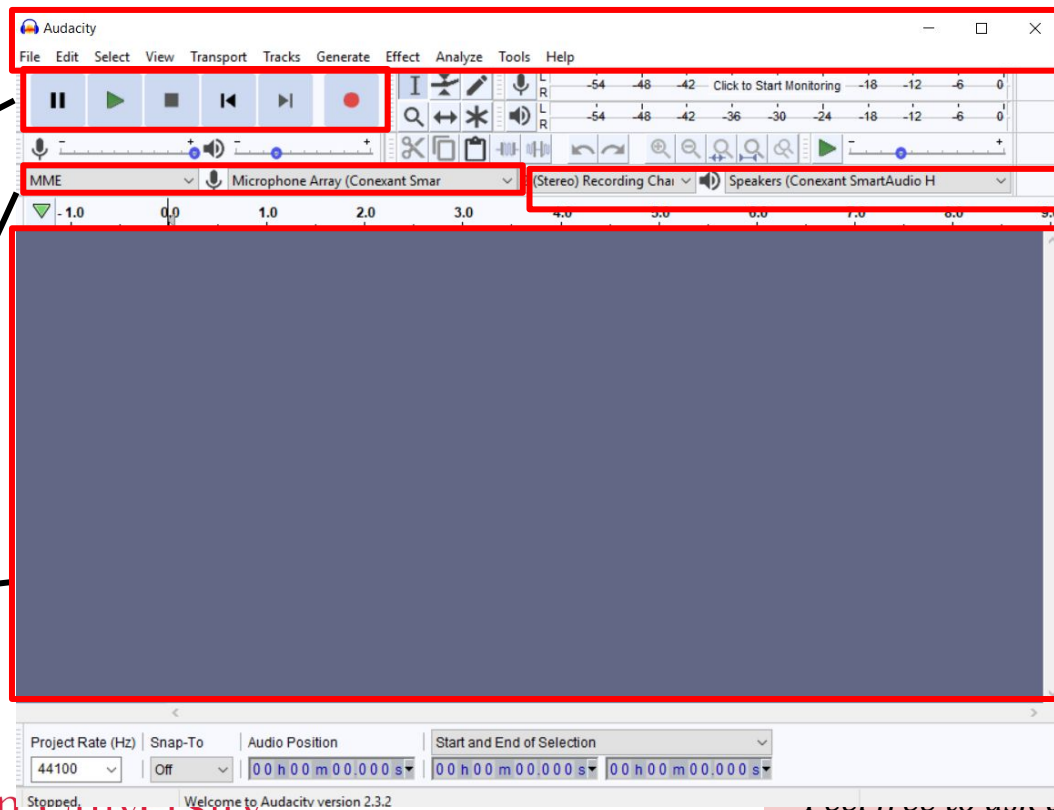 Audacity
File Edit Select View Transport Tracks Generate Effect Analyze Tools Help
L R -54 -48 -42 Click to Start Monitoring -18 -12 -6 0
L R -54 -48 -42 -36 -30 -24 -18 -12 -6 0
MME Microphone Array (Conexant Smar (Stereo) Recording Chai Speakers (Conexant SmartAudio H
- 1.0 0.0 1.0 2.0 3.0 4.0 5.0 6.0 7.0 8.0 9.0
Project Rate (Hz) Snap-To Audio Position Start and End of Selection
44100 Off 00 h 00 m 00.000 s 00 h 00 m 00.000 s 00 h 00 m 00.000 s
Stopped. Welcome to Audacity version 2.3.2